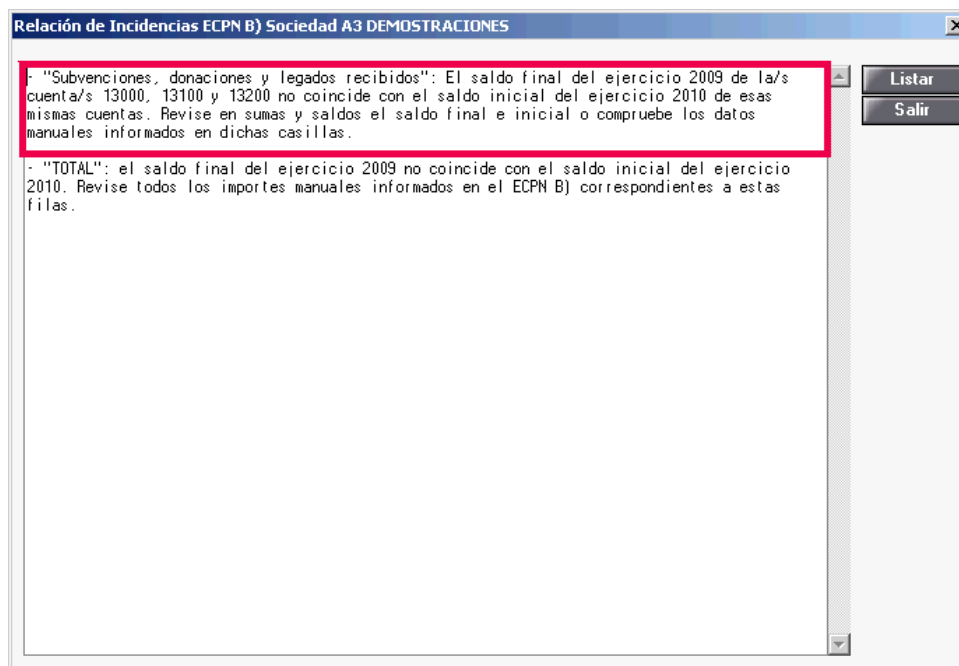 Relación de Incidencias ECPN B) Sociedad A3 DEMOSTRACIONES
- "Subvenciones, donaciones y legados recibidos": El saldo final del ejercicio 2009 de la/s
cuenta/s 13000, 13100 y 13200 no coincide con el saldo inicial del ejercicio 2010 de esas
mismas cuentas. Revise en sumas y saldos el saldo final e inicial o compruebe los datos
manuales informados en dichas casillas.
- "TOTAL": el saldo final del ejercicio 2009 no coincide con el saldo inicial del ejercicio
2010. Revise todos los importes manuales informados en el ECPN B) correspondientes a estas
filas.
Listar
Salir